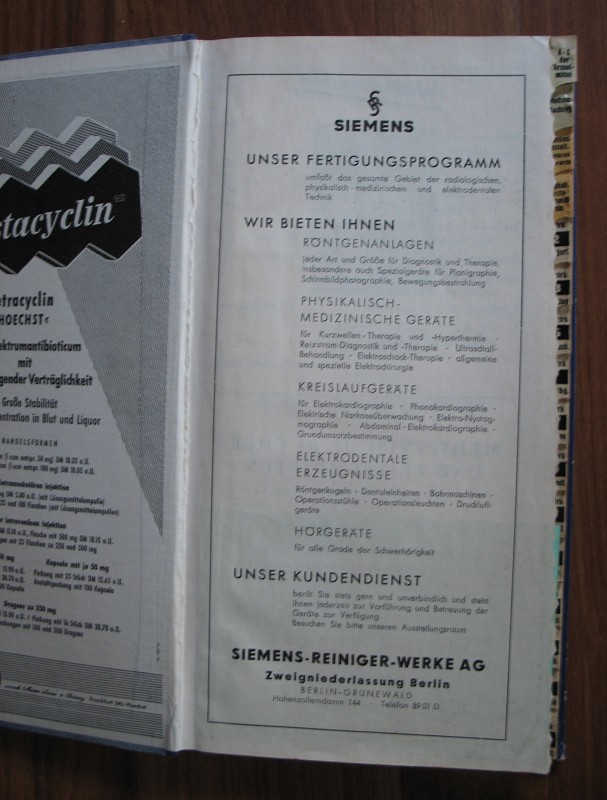 stacyclin
etracyclin
HOECHST<
ektrumantibioticum
mit
gender Verträglichkeit
Große Stabilität
entration in Blut und Liquor
HANDELSFORMEN
SIEMENS
UNSER FERTIGUNGSPROGRAMM
umfaßt das gesamte Gebiet der radiologischen,
physikalisch-medizinischen und elektrodentalen
Technik
WIR BIETEN IHNEN
RÖNTGENANLAGEN
jeder Art und Größe für Diagnostik und Therapie,
insbesondere auch Spezialgeräte für Planigraphie,
Schirmbildphotographie, Bewegungsbestrahlung
PHYSIKALISCH-
MEDIZINISCHE GERÄTE
für Kurzwellen-Therapie und -Hyperthermie ·
Reizstrom-Diagnostik und -Therapie · Ultraschall-
Behandlung · Elektroschock-Therapie · allgemeine
und spezielle Elektrochirurgie
KREISLAUFGERÄTE
für Elektrokardiographie · Phonokardiographie ·
Elektrische Narkoseüberwachung · Elektro-Nystag-
mographie · Abdominal-Elektrokardiographie ·
Grundumsatzbestimmung
ELEKTRODENTALE
ERZEUGNISSE
Röntgenkugeln · Dentaleinheiten · Bohrmaschinen ·
Operationsstühle · Operationsleuchten · Druckluft-
geräte
HÖRGERÄTE
für alle Grade der Schwerhörigkeit
UNSER KUNDENDIENST
berät Sie stets gern und unverbindlich und steht
Ihnen jederzeit zur Vorführung und Betreuung der
Geräte zur Verfügung
Besuchen Sie bitte unseren Ausstellungsraum
SIEMENS-REINIGER-WERKE AG
Zweigniederlassung Berlin
BERLIN-GRUNEWALD
Hohenzollerndamm 144 · Telefon 89 01 51
A-Z
der
Arznei-
mittel